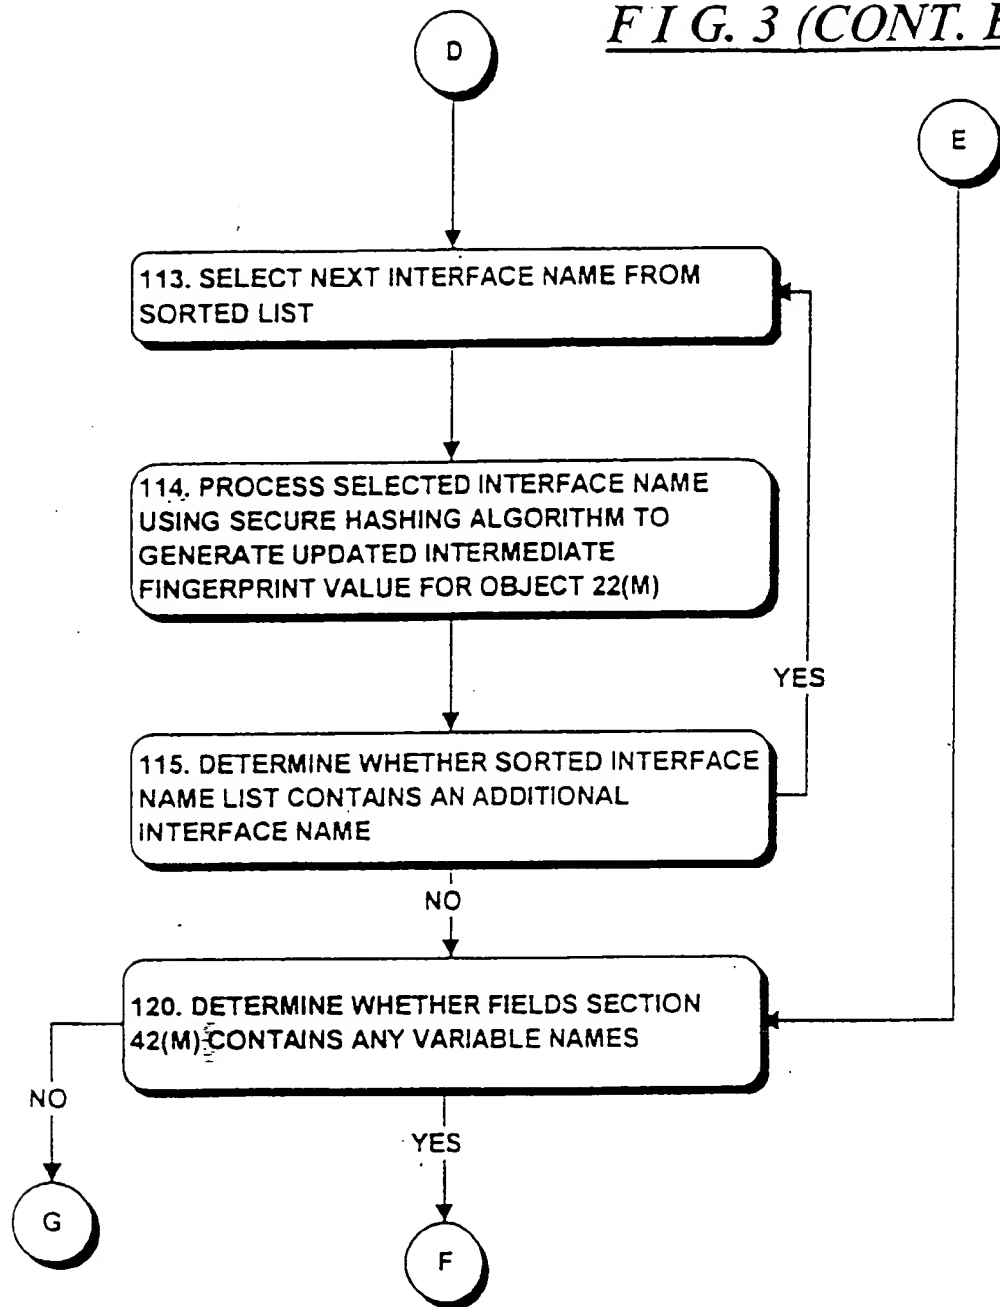 F I G. 3 (CONT. B
D
E
113. SELECT NEXT INTERFACE NAME FROM
SORTED LIST
114. PROCESS SELECTED INTERFACE NAME
USING SECURE HASHING ALGORITHM TO
GENERATE UPDATED INTERMEDIATE
FINGERPRINT VALUE FOR OBJECT 22(M)
YES
115. DETERMINE WHETHER SORTED INTERFACE
NAME LIST CONTAINS AN ADDITIONAL
INTERFACE NAME
NO
120. DETERMINE WHETHER FIELDS SECTION
42(M) CONTAINS ANY VARIABLE NAMES
NO
YES
G
F